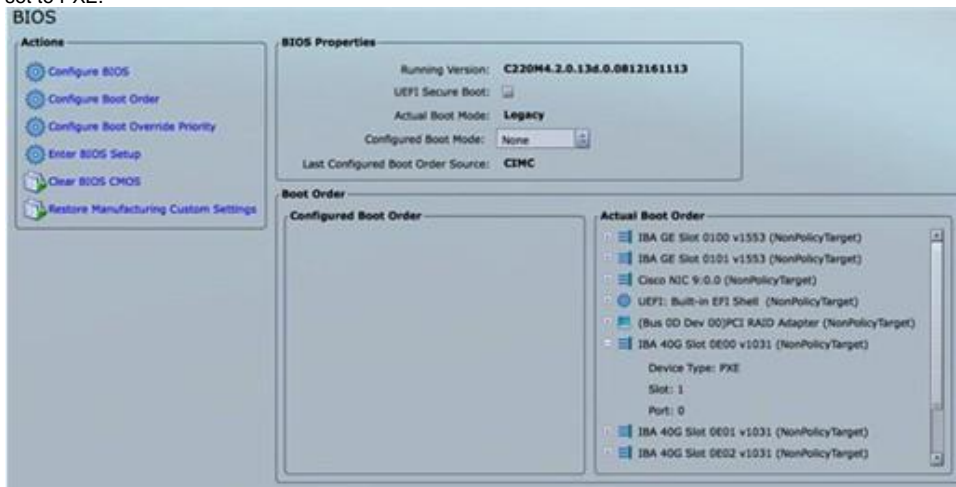 set to PXE.
BIOS
Actions
Configure BIOS
Configure Boot Order
Configure Boot Override Priority
Enter BIOS Setup
Clear BIOS CMOS
Restore Manufacturing Custom Settings
BIOS Properties
Running Version: C220M4.2.0.13d.0.0812161113
UEFI Secure Boot:
Actual Boot Mode: Legacy
Configured Boot Mode: None
Last Configured Boot Order Source: CIMC
Boot Order
Configured Boot Order
Actual Boot Order
IBA GE Slot 0100 v1553 (NonPolicyTarget)
IBA GE Slot 0101 v1553 (NonPolicyTarget)
Cisco NIC 9:0.0 (NonPolicyTarget)
UEFI: Built-in EFI Shell (NonPolicyTarget)
(Bus 0D Dev 00)PCI RAID Adapter (NonPolicyTarget)
IBA 40G Slot 0E00 v1031 (NonPolicyTarget)
Device Type: PXE
Slot: 1
Port: 0
IBA 40G Slot 0E01 v1031 (NonPolicyTarget)
IBA 40G Slot 0E02 v1031 (NonPolicyTarget)